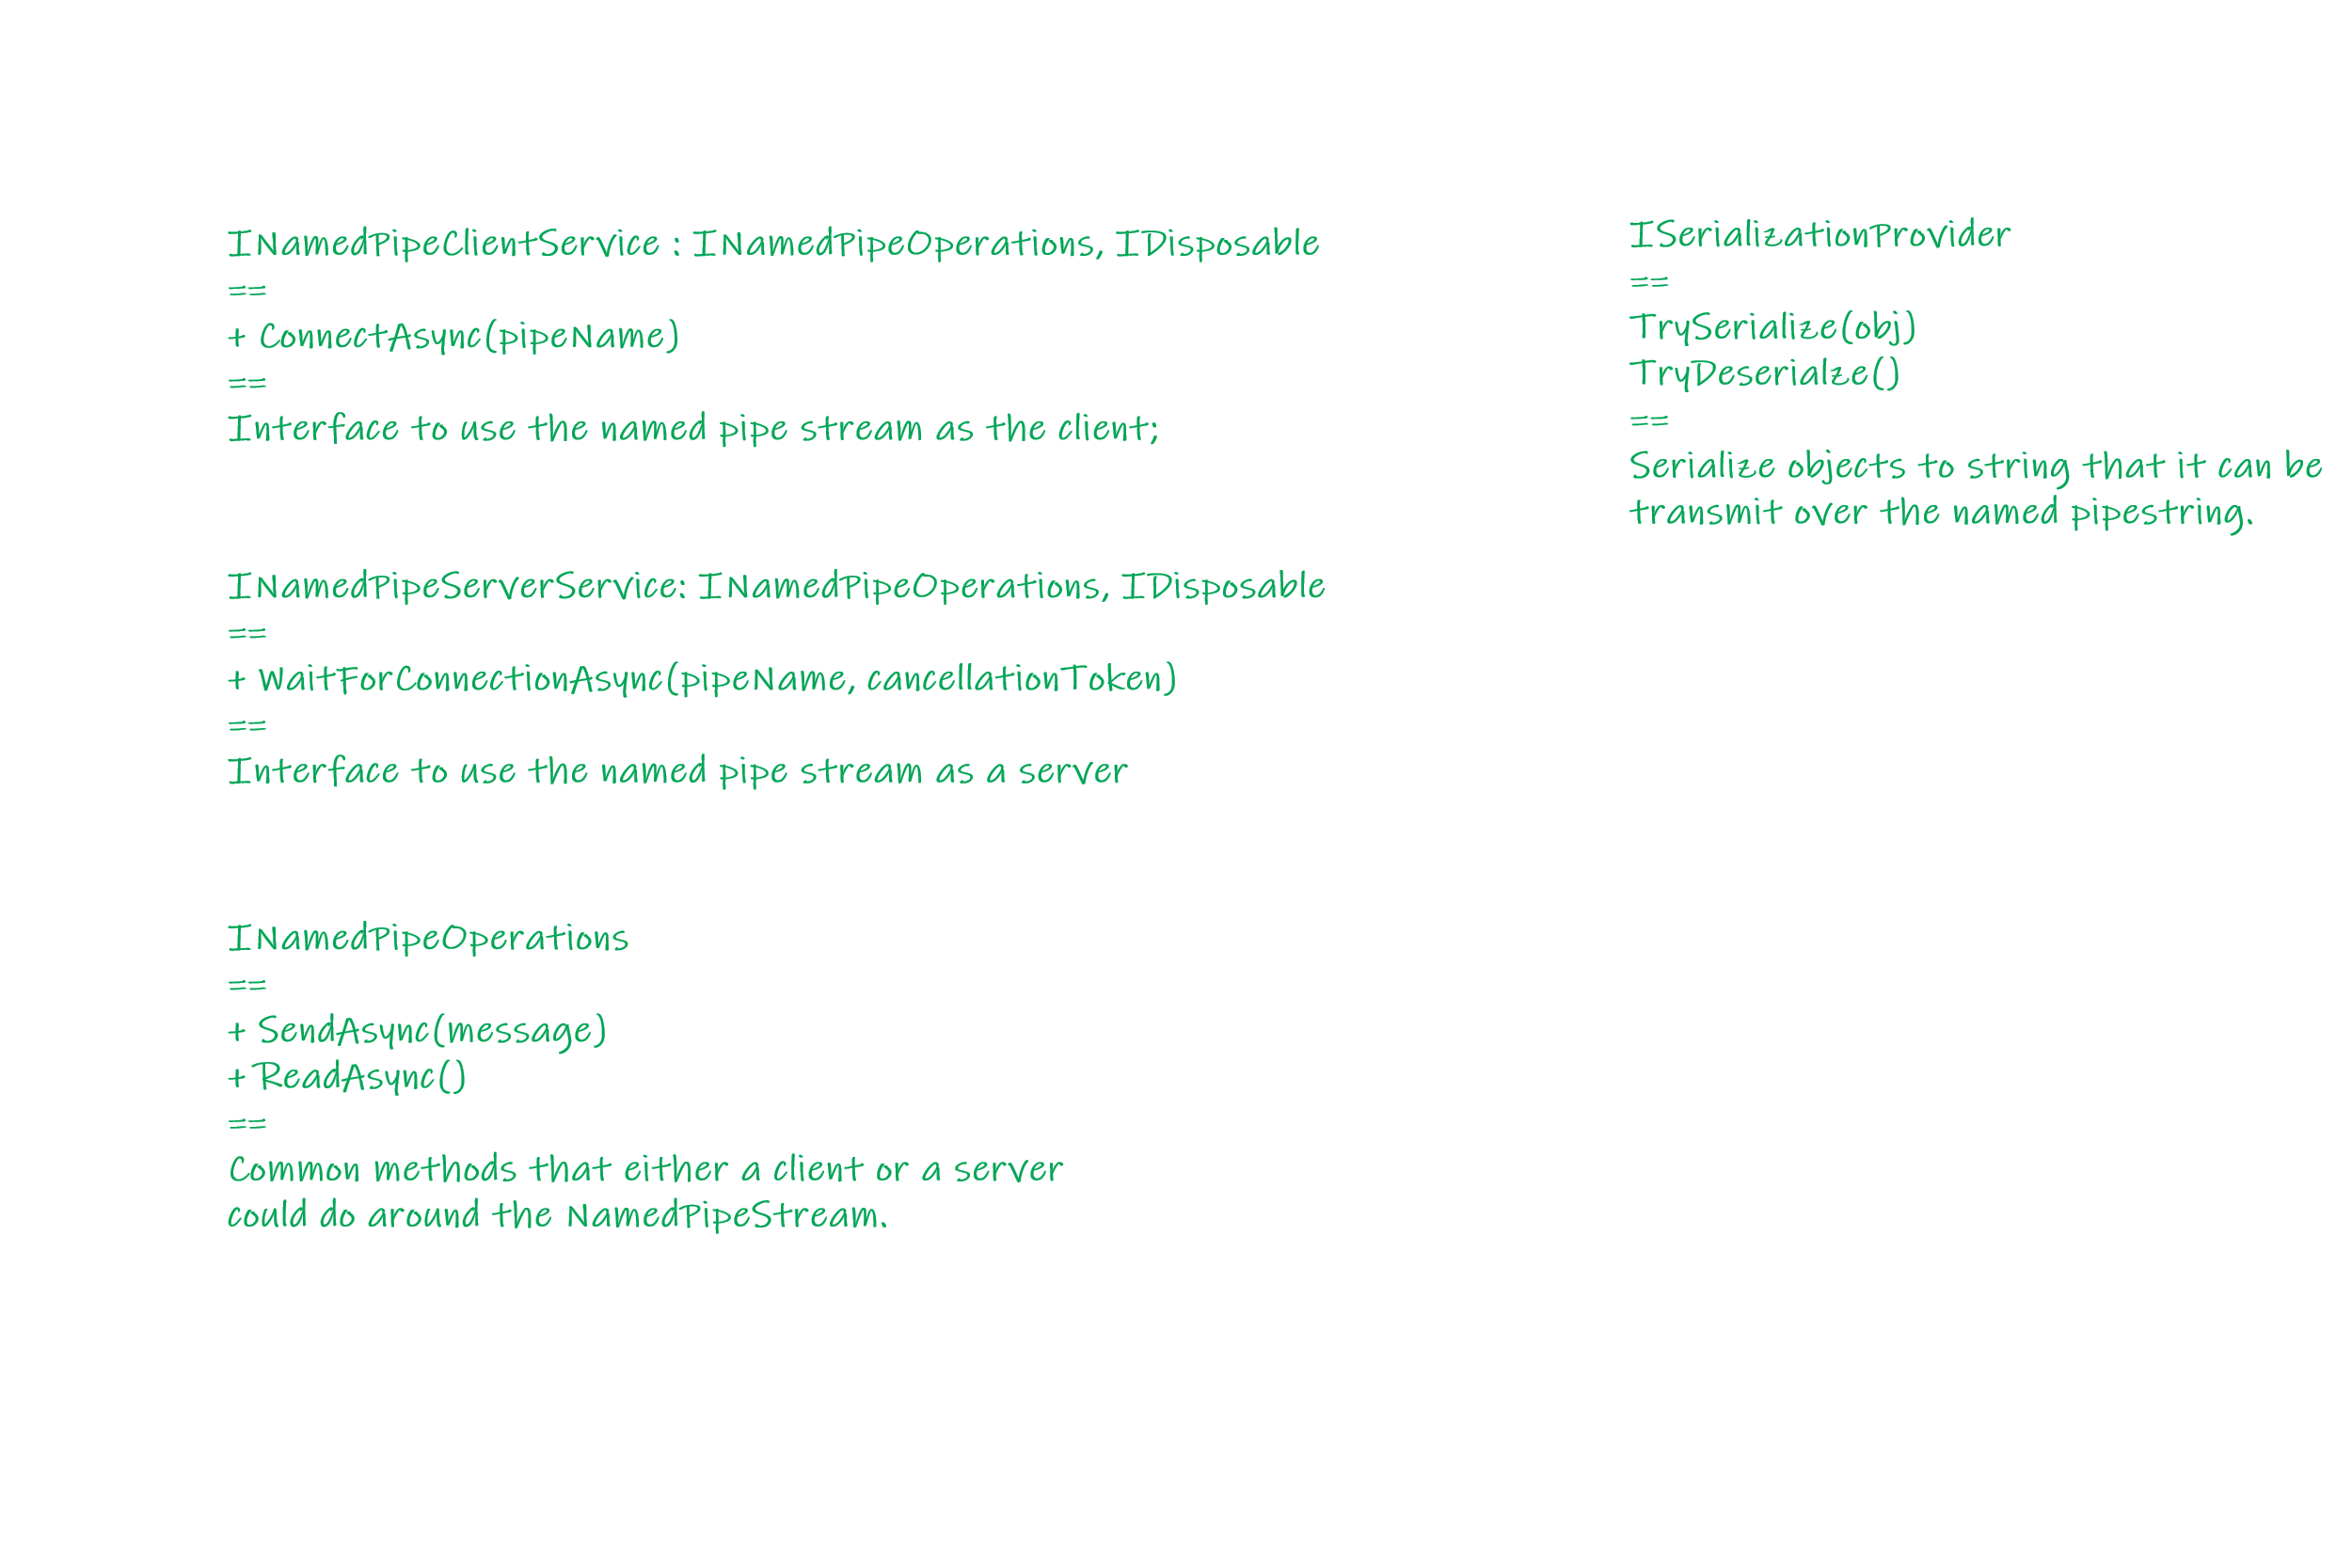 INamedPipeClientService : INamedPipeOperations, IDisposable
==
+ ConnectAsync(pipeName)
==
Interface to use the named pipe stream as the client;
INamedPipeServerService: INamedPipeOperations, IDisposable
==
+ WaitForConnectionAsync(pipeName, cancellationToken)
==
Interface to use the named pipe stream as a server
INamedPipeOperations
==
+ SendAsync(message)
+ ReadAsync()
==
Common methods that either a client or a server
could do around the NamedPipeStream.
ISerializationProvider
==
TrySerialize(obj)
TryDeserialze()
==
Serialize objects to string that it can be
transmit over the named pipestring.